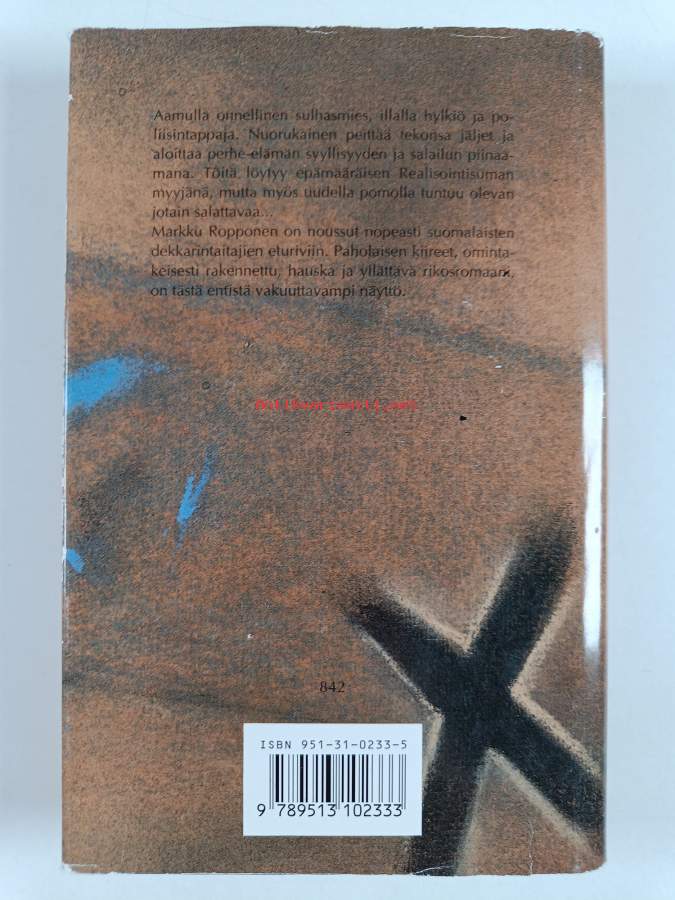 Aamulla onnellinen sulhasmies, illalla hylkiö ja po-
liisintappaja. Nuorukainen peittää tekonsa jäljet ja
aloittaa perhe-elämän syyllisyyden ja salailun piinaa-
mana. Töitä löytyy epämääräisen Realisointisuman
myyjänä, mutta myös uudella pomolla tuntuu olevan
jotain salattavaa...
Markku Ropponen on noussut nopeasti suomalaisten
dekkarintaitajien eturiviin. Paholaisen kiireet, ominta-
keisesti rakennettu, hauska ja yllättävä rikosromaani,
on tästä entistä vakuuttavampi näyttö.
842
ISBN 951-31-0233-5
9 789513 102333